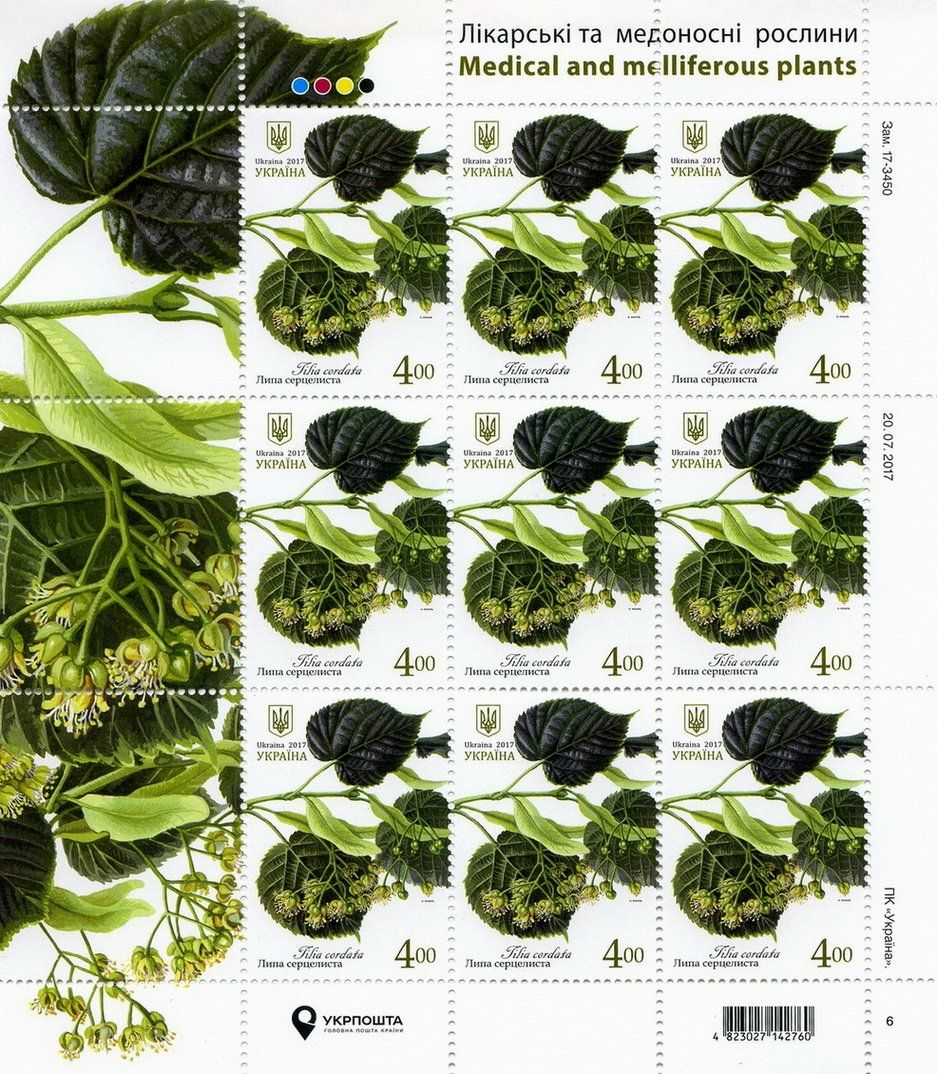 Лікарські та медоносні рослини
Medical and melliferous plants
Зам. 17-3450
Ukraina 2017 Ukraina 2017 Ukraina 2017
УКРАЇНА УКРАЇНА УКРАЇНА
Tilia cordata Tilia cordata Tilia cordata
Липа серцелиста 4 00 Липа серцелиста 4 00 Липа серцелиста 4 00
20. 07. 2017
Ukraina 2017 Ukraina 2017 Ukraina 2017
УКРАЇНА УКРАЇНА УКРАЇНА
Tilia cordata Tilia cordata Tilia cordata
Липа серцелиста 4 00 Липа серцелиста 4 00 Липа серцелиста 4 00
Ukraina 2017 Ukraina 2017 Ukraina 2017
УКРАЇНА УКРАЇНА УКРАЇНА
Tilia cordata Tilia cordata Tilia cordata
Липа серцелиста 4 00 Липа серцелиста 4 00 Липа серцелиста 4 00
ПК «Україна».
УКРПОШТА
ГОЛОВНА ПОШТА КРАЇНИ
4 823027 142760
6